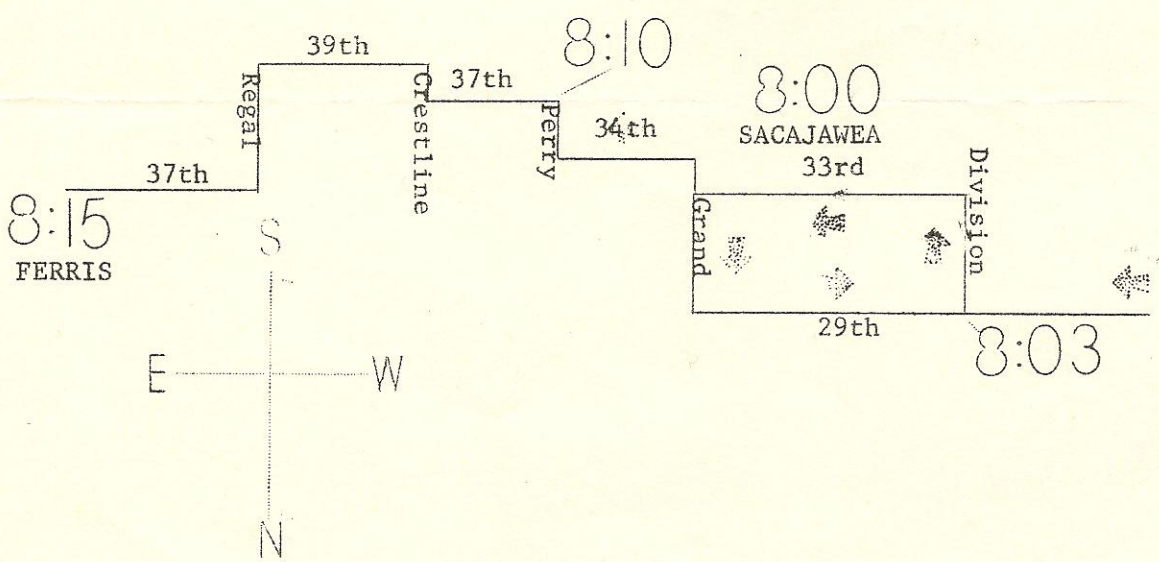 39th
8:10
Regal
Crestline
37th
Perry
34th
8:00
SACAJAWEA
33rd
Division
37th
8:15
FERRIS
Grand
29th
8:03
S
E
W
N